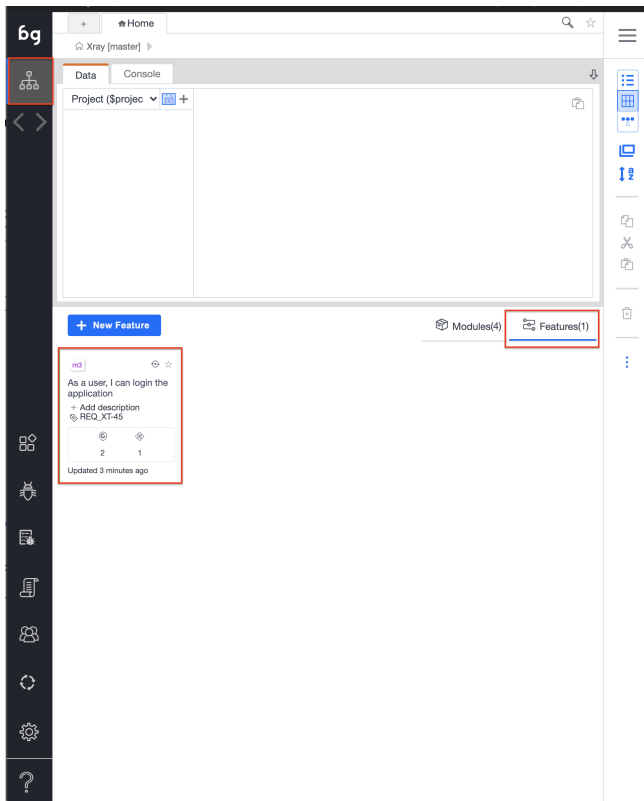 бg
+
Home
Xray [master]
Data
Console
Project ($projec
+
+ New Feature
Modules(4)
Features(1)
m3
As a user, I can login the
application
+ Add description
REQ_XT-45
2
1
Updated 3 minutes ago
a
z
?